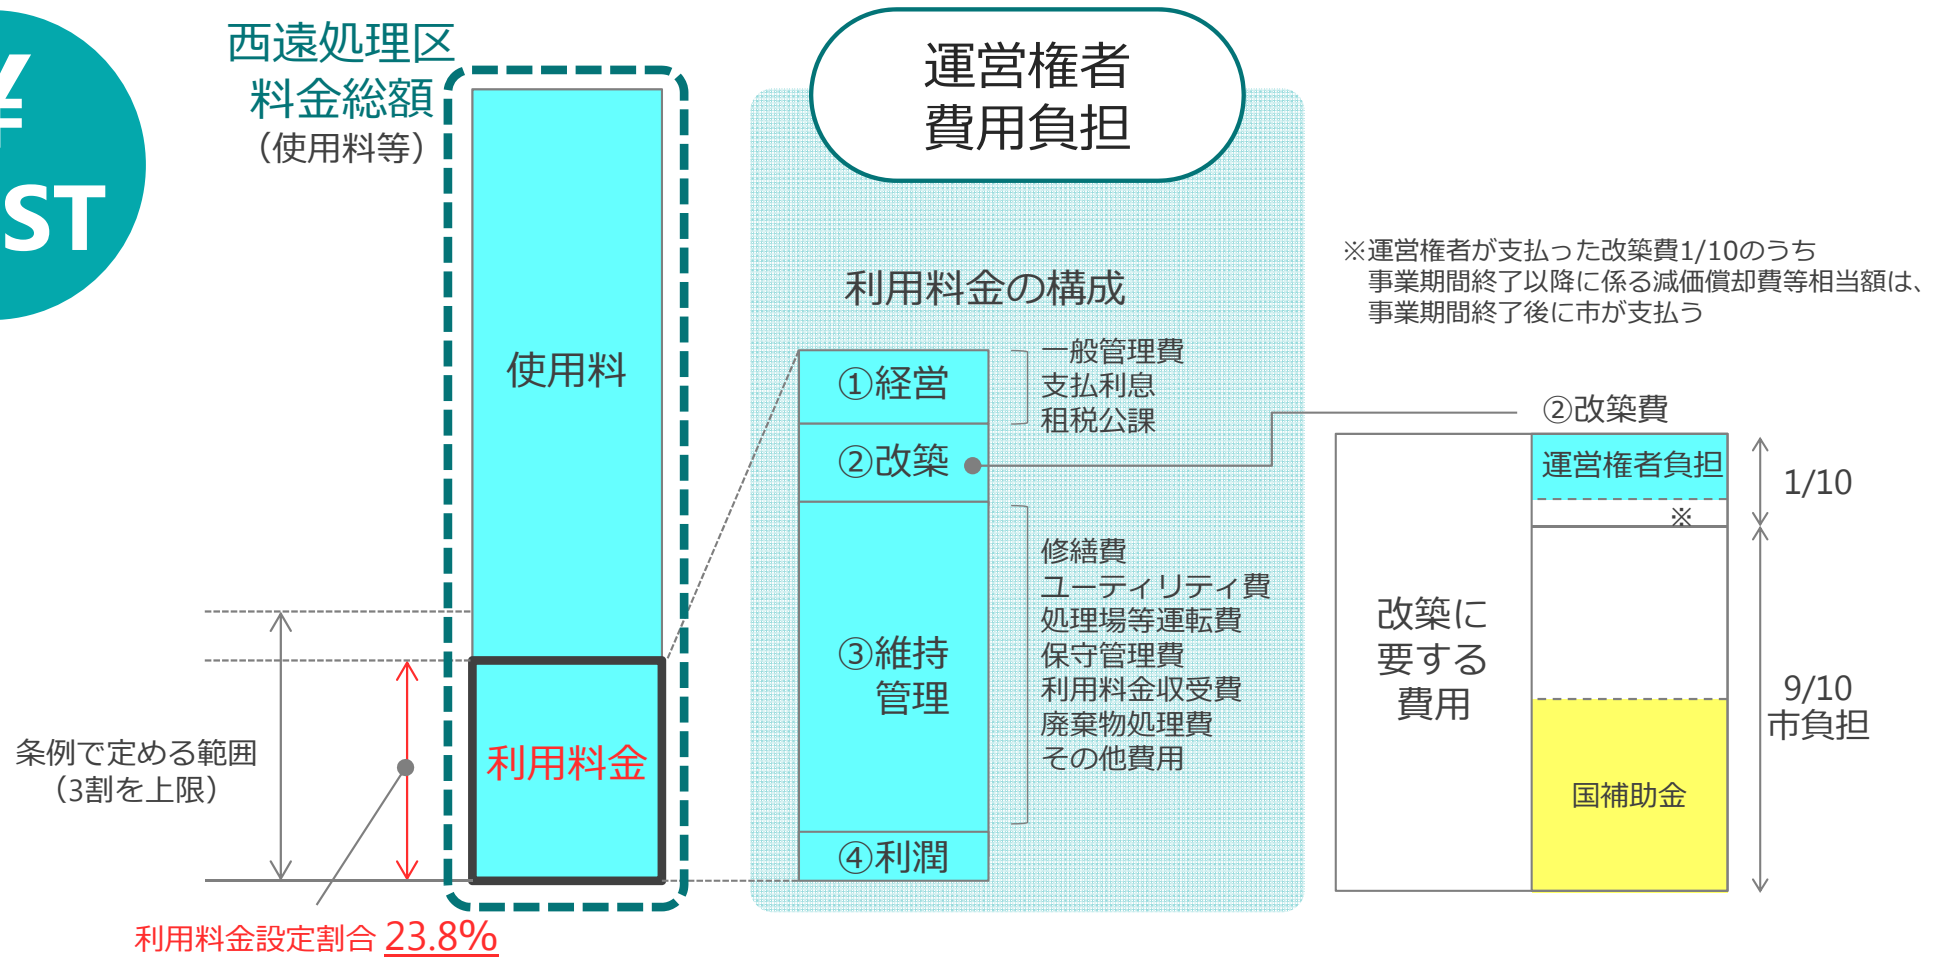 ¥
ST
西遠処理区
料金総額
（使用料等）
使用料
利用料金
条例で定める範囲
（3割を上限）
利用料金設定割合 23.8%
運営権者
費用負担
利用料金の構成
①経営
②改築
③維持
管理
④利潤
一般管理費
支払利息
租税公課
修繕費
ユーティリティ費
処理場等運転費
保守管理費
利用料金収受費
廃棄物処理費
その他費用
※運営権者が支払った改築費1/10のうち
事業期間終了以降に係る減価償却費等相当額は、
事業期間終了後に市が支払う
②改築費
改築に
要する
費用
運営権者負担
※
国補助金
1/10
9/10
市負担